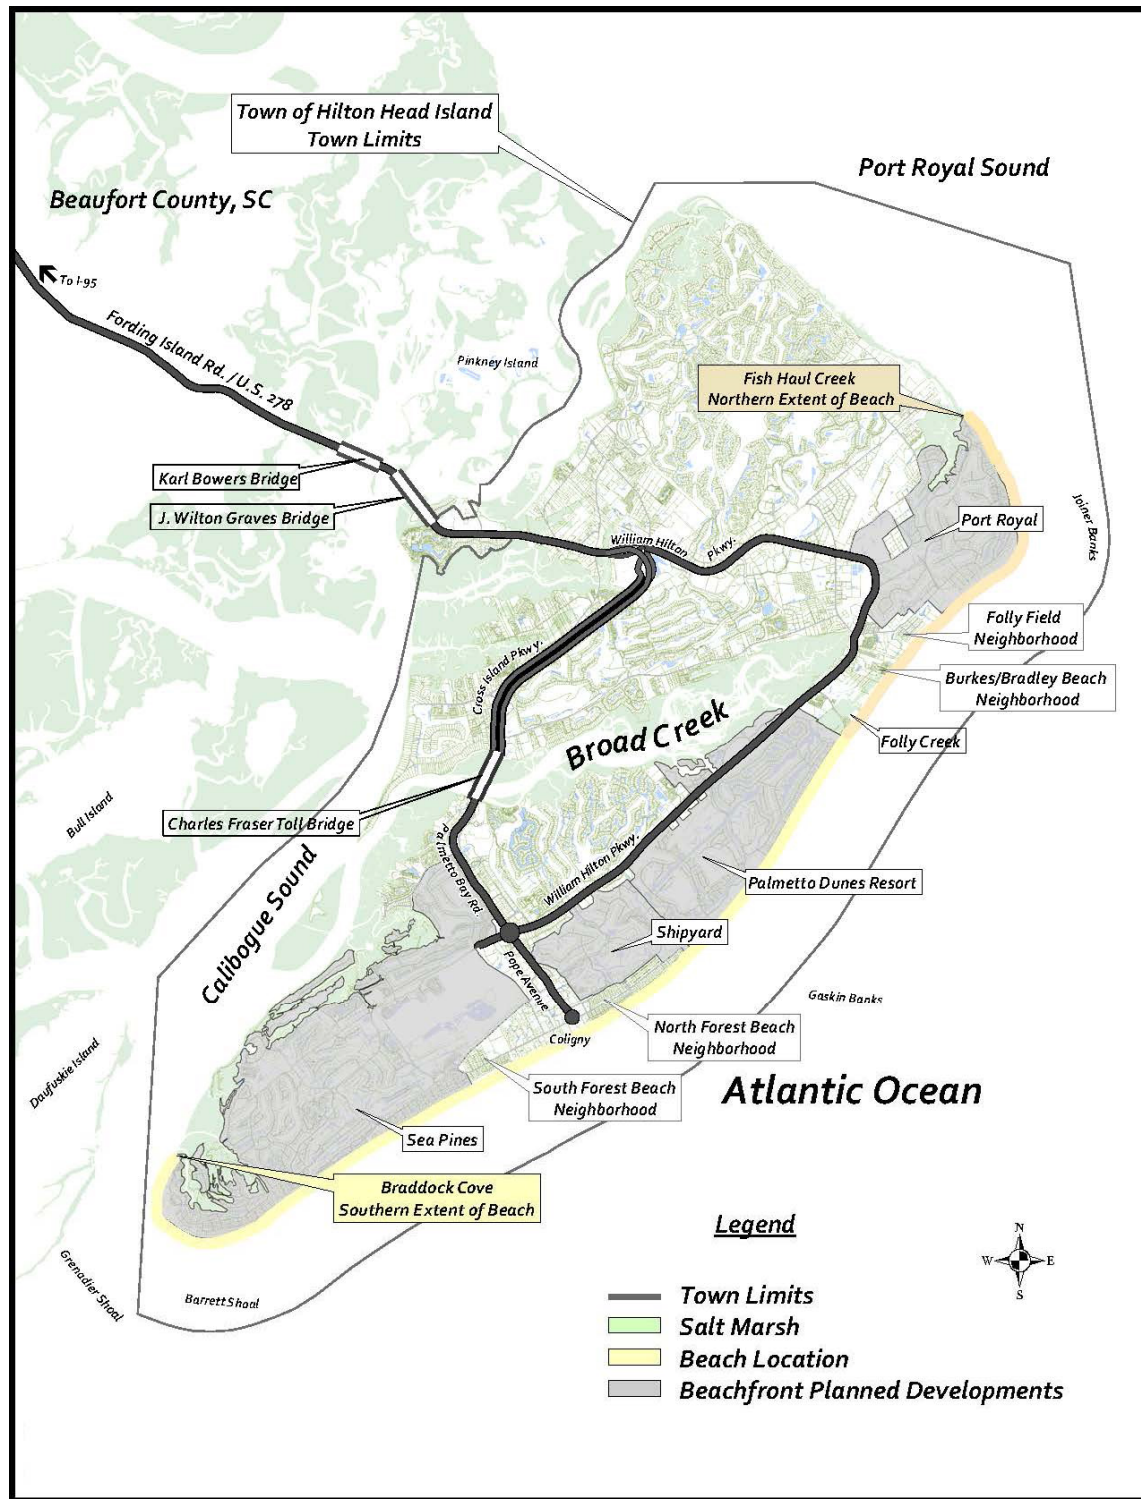 Town of Hilton Head Island
Town Limits
Port Royal Sound
Beaufort County, SC
To I-95
Fording Island Rd. / U.S. 278
Pinkney Island
Fish Haul Creek
Northern Extent of Beach
Karl Bowers Bridge
J. Wilton Graves Bridge
William Hilton
Pkwy.
Port Royal
Joiner Banks
Folly Field
Neighborhood
Cross Island Pkwy.
Burkes/Bradley Beach
Neighborhood
Broad Creek
Folly Creek
Bull Island
Charles Fraser Toll Bridge
Palmetto Bay Rd.
William Hilton Pkwy.
Palmetto Dunes Resort
Calibogue Sound
Shipyard
Pope Avenue
Gaskin Banks
North Forest Beach
Neighborhood
Coligny
Daufuskie Island
South Forest Beach
Neighborhood
Atlantic Ocean
Sea Pines
Braddock Cove
Southern Extent of Beach
Grenadier Shoal
Barrett Shoal
Legend
N
W
E
S
Town Limits
Salt Marsh
Beach Location
Beachfront Planned Developments